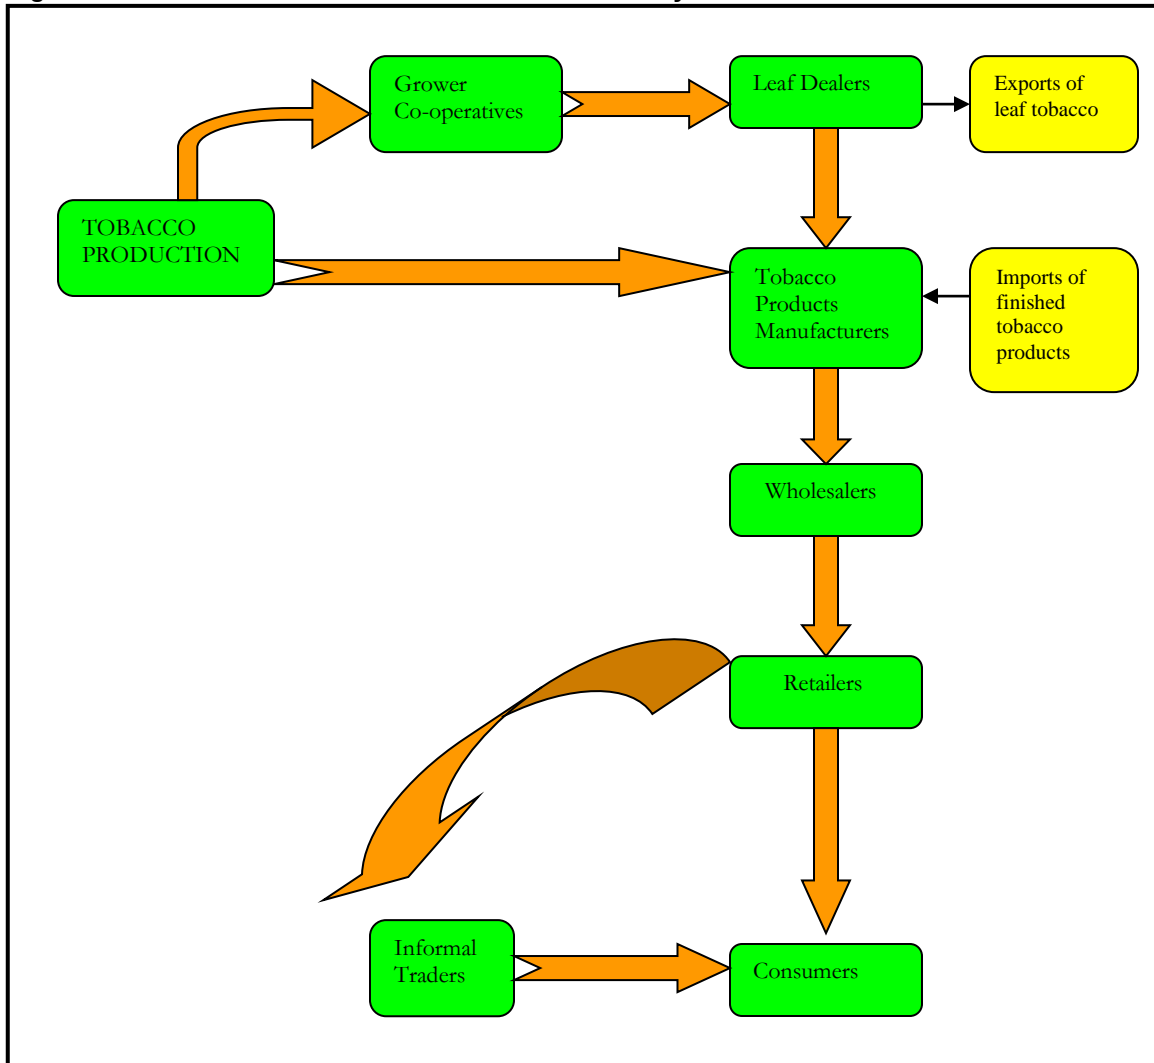 Grower
Co-operatives
Leaf Dealers
Exports of
leaf tobacco
TOBACCO
PRODUCTION
Tobacco
Products
Manufacturers
Imports of
finished
tobacco
products
Wholesalers
Retailers
Informal
Traders
Consumers